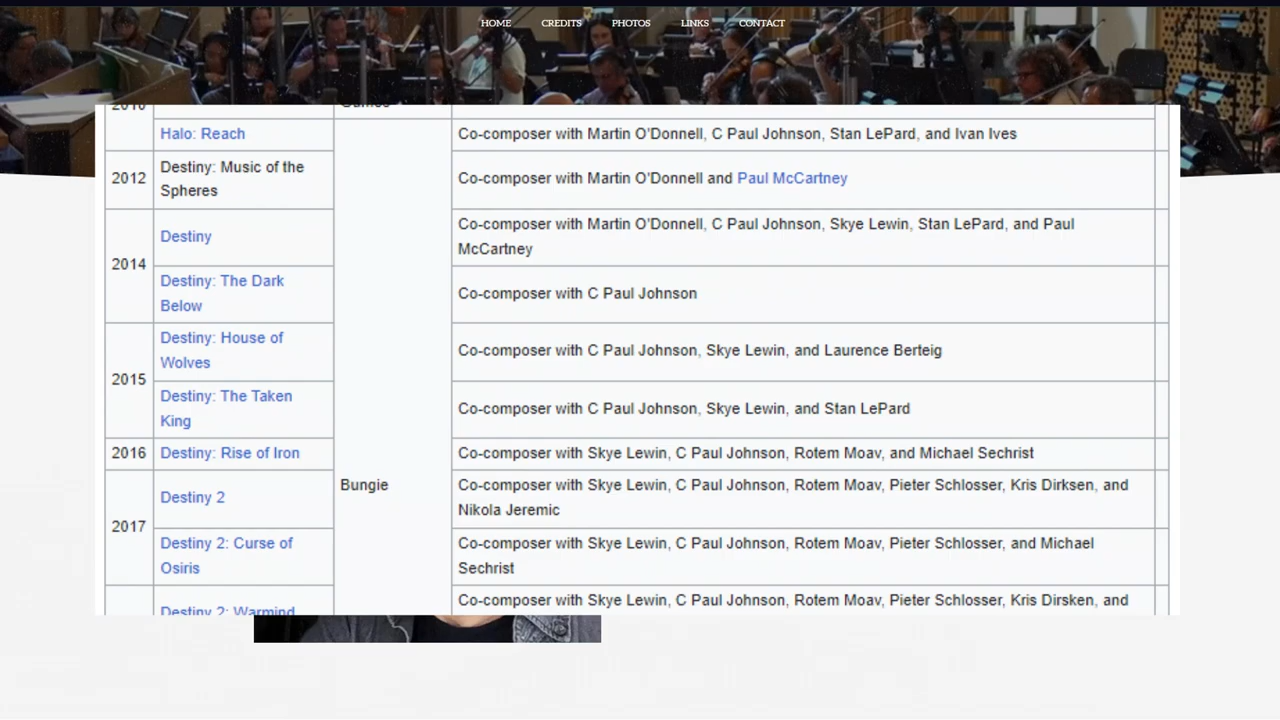 HOME CREDITS PHOTOS LINKS CONTACT
2010 Games
Halo: Reach Co-composer with Martin O'Donnell, C Paul Johnson, Stan LePard, and Ivan Ives
2012 Destiny: Music of the
Spheres
Co-composer with Martin O'Donnell and Paul McCartney
2014 Destiny
Co-composer with Martin O'Donnell, C Paul Johnson, Skye Lewin, Stan LePard, and Paul
McCartney
Destiny: The Dark
Below
Co-composer with C Paul Johnson
2015 Destiny: House of
Wolves
Co-composer with C Paul Johnson, Skye Lewin, and Laurence Berteig
Destiny: The Taken
King
Co-composer with C Paul Johnson, Skye Lewin, and Stan LePard
2016 Destiny: Rise of Iron Co-composer with Skye Lewin, C Paul Johnson, Rotem Moav, and Michael Sechrist
Bungie
2017 Destiny 2
Co-composer with Skye Lewin, C Paul Johnson, Rotem Moav, Pieter Schlosser, Kris Dirksen, and
Nikola Jeremic
Destiny 2: Curse of
Osiris
Co-composer with Skye Lewin, C Paul Johnson, Rotem Moav, Pieter Schlosser, and Michael
Sechrist
Destiny 2: Warmind
Co-composer with Skye Lewin, C Paul Johnson, Rotem Moav, Pieter Schlosser, Kris Dirsken, and